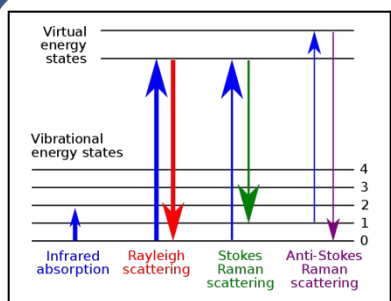 Virtual
energy
states
Vibrational
energy states
4
3
2
1
0
Infrared
absorption
Rayleigh
scattering
Stokes
Raman
scattering
Anti-Stokes
Raman
scattering